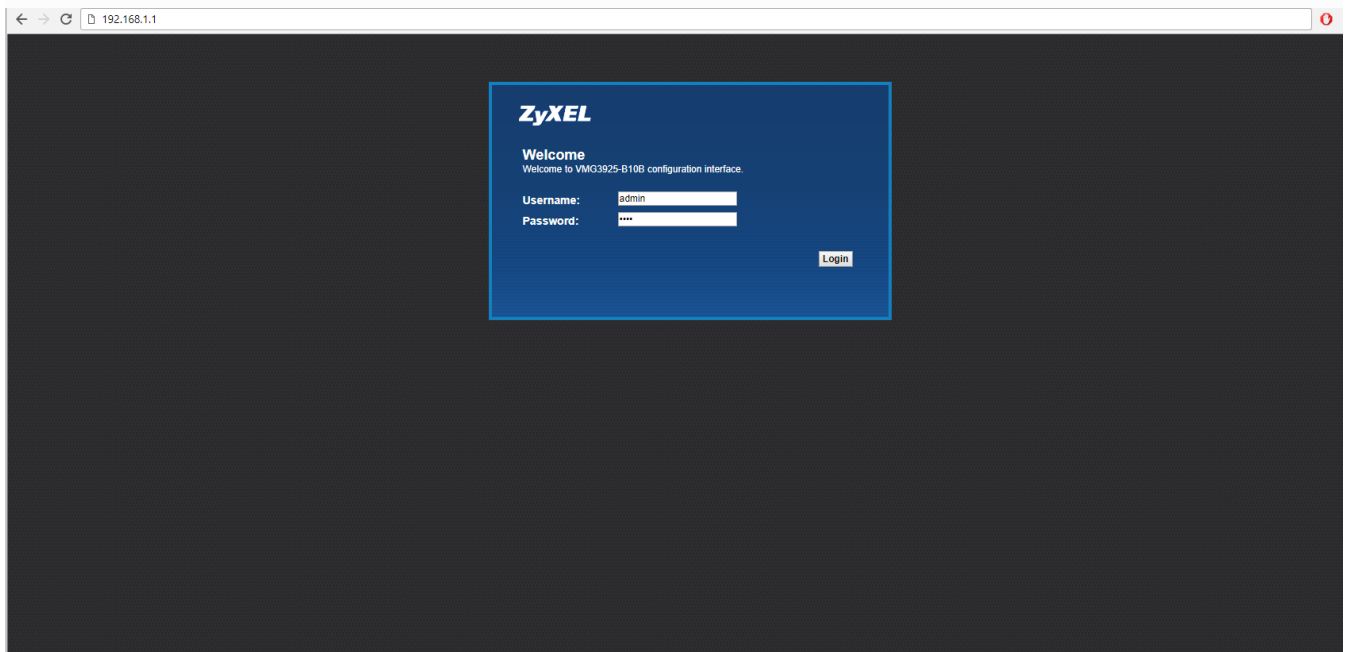 192.168.1.1
ZyXEL
Welcome
Welcome to VMG3925-B10B configuration interface.
Username: admin
Password: ••••
Login